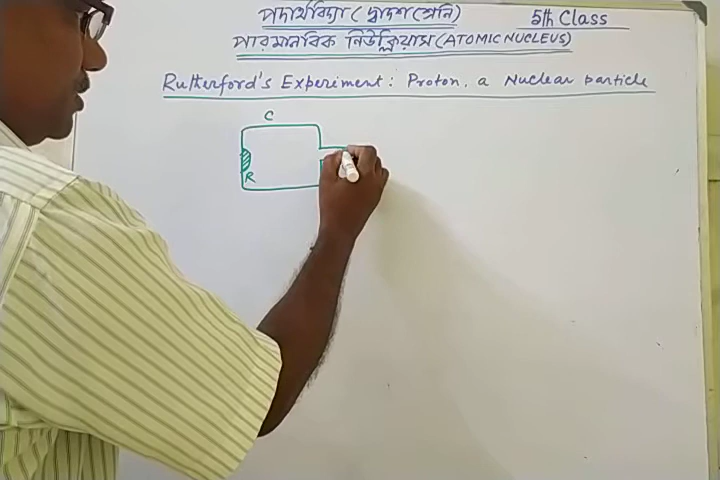 পদার্থবিদ্যা (দ্বাদশ শ্রেনি) 5th Class
পারমানবিক নিউক্লিয়াস (ATOMIC NUCLEUS)
Rutherford's Experiment: Proton, a Nuclear particle
C
R